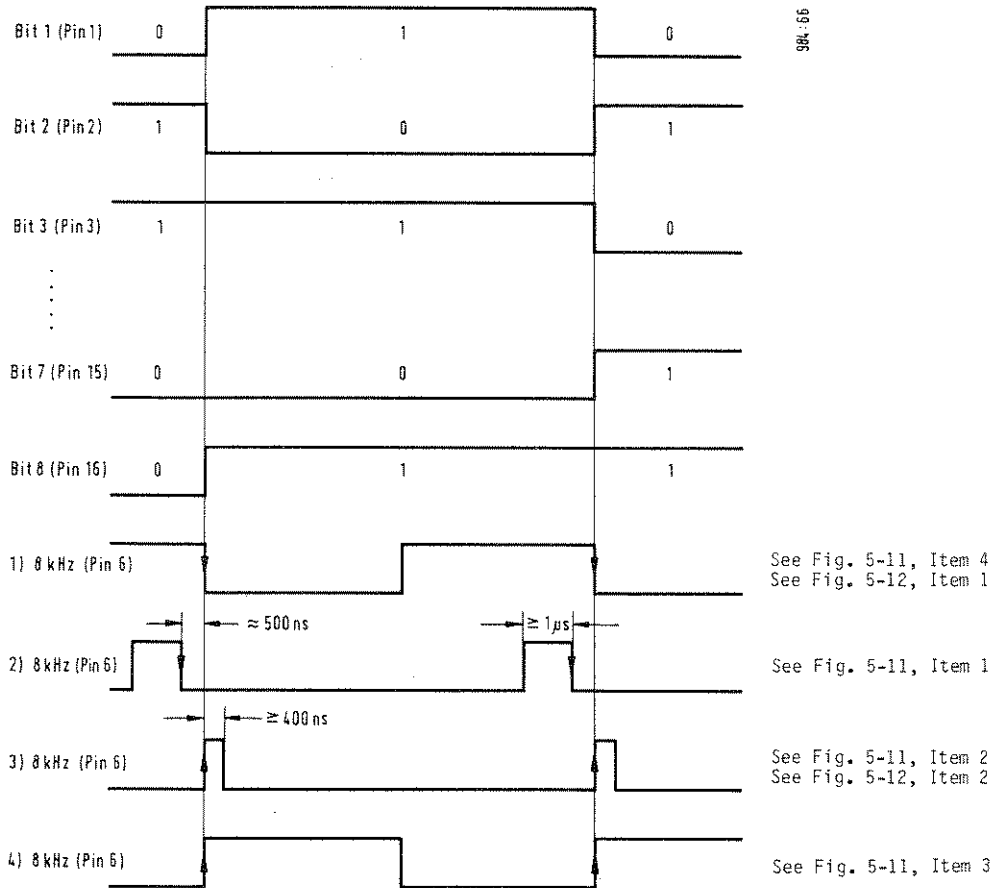 984:66
Bit 1 (Pin 1) 0 1 0
Bit 2 (Pin 2) 1 0 1
Bit 3 (Pin 3) 1 1 0
Bit 7 (Pin 15) 0 0 1
Bit 8 (Pin 16) 0 1 1
1) 8 kHz (Pin 6) See Fig. 5-11, Item 4
See Fig. 5-12, Item 1
≈ 500 ns ≥ 1 µs
2) 8 kHz (Pin 6) See Fig. 5-11, Item 1
≥ 400 ns
3) 8 kHz (Pin 6) See Fig. 5-11, Item 2
See Fig. 5-12, Item 2
4) 8 kHz (Pin 6) See Fig. 5-11, Item 3